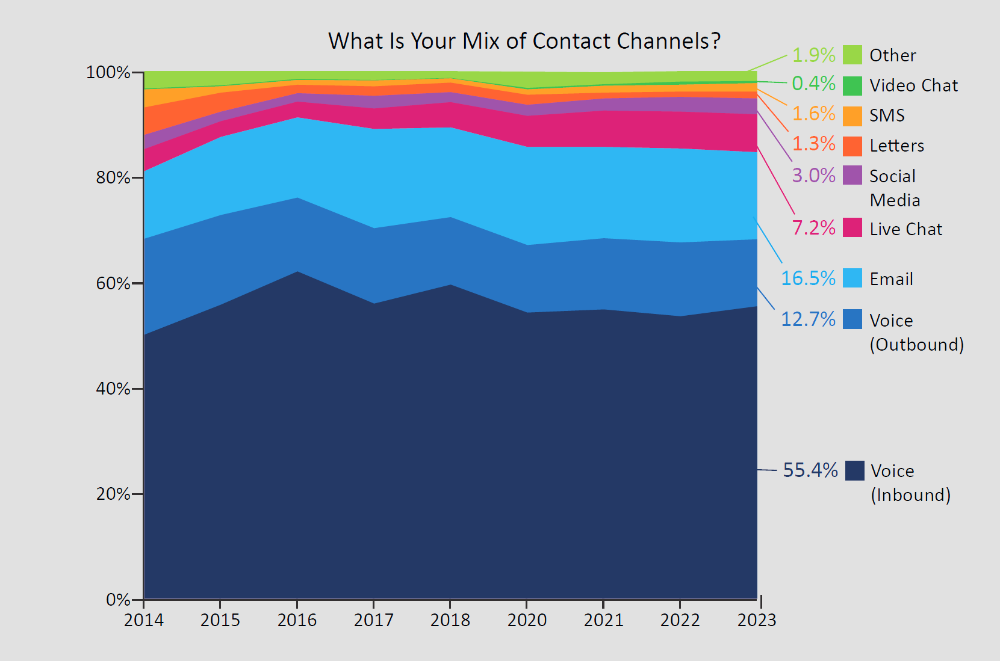 What Is Your Mix of Contact Channels?
100%
80%
60%
40%
20%
0%
2014 2015 2016 2017 2018 2020 2021 2022 2023
1.9% Other
0.4% Video Chat
1.6% SMS
1.3% Letters
3.0% Social
Media
7.2% Live Chat
16.5% Email
12.7% Voice
(Outbound)
55.4% Voice
(Inbound)